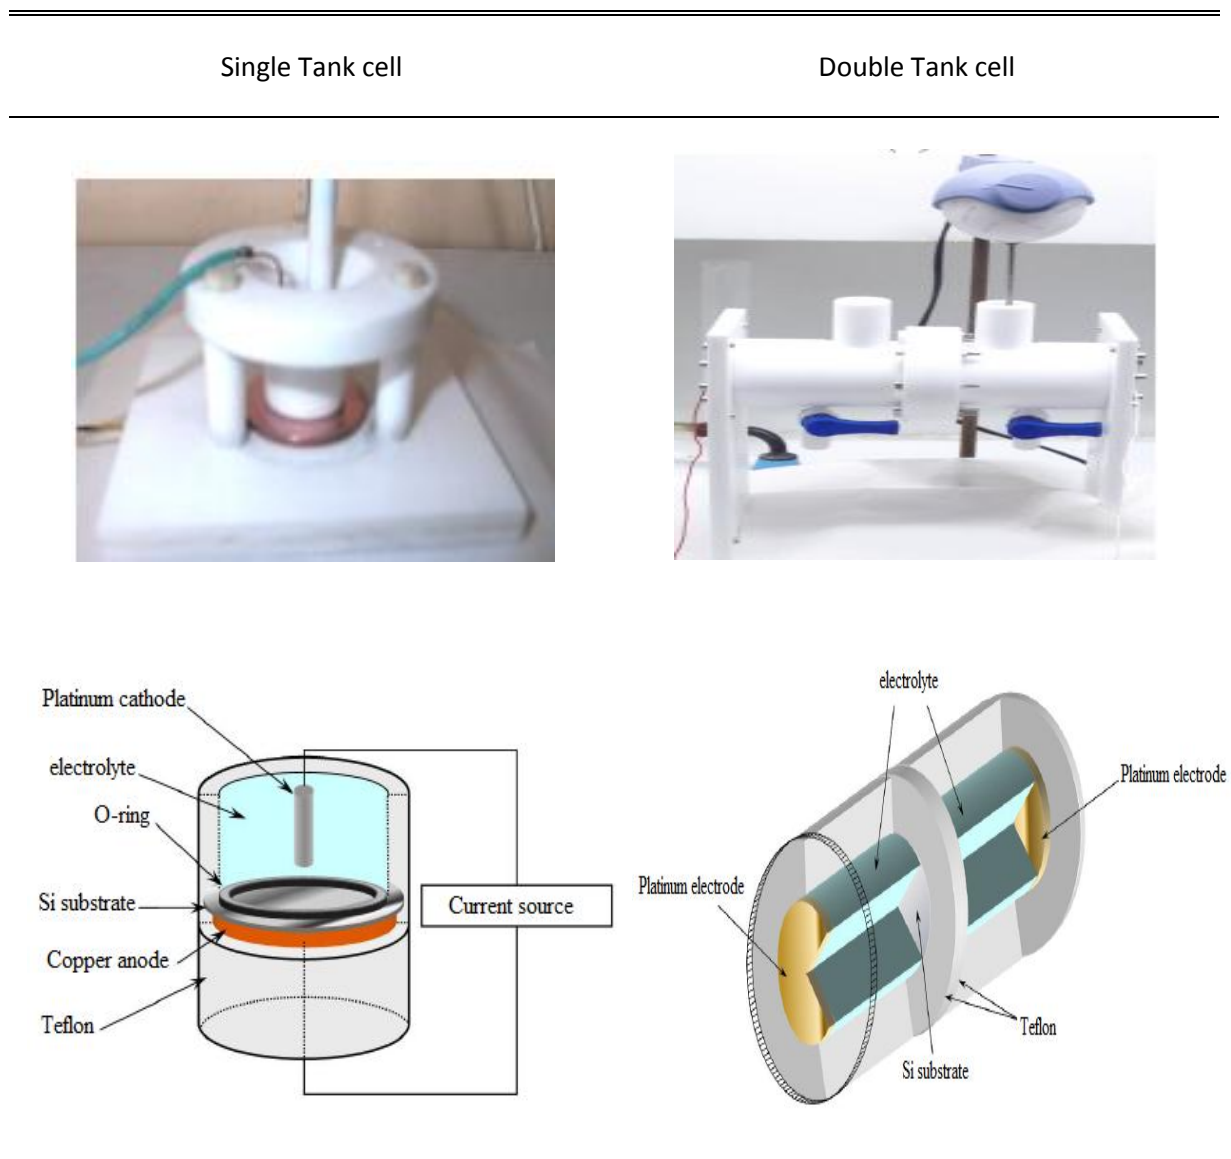 Single Tank cell
Double Tank cell
Platinum cathode
electrolyte
O-ring
Si substrate
Copper anode
Teflon
Current source
electrolyte
Platinum electrode
Platinum electrode
Teflon
Si substrate